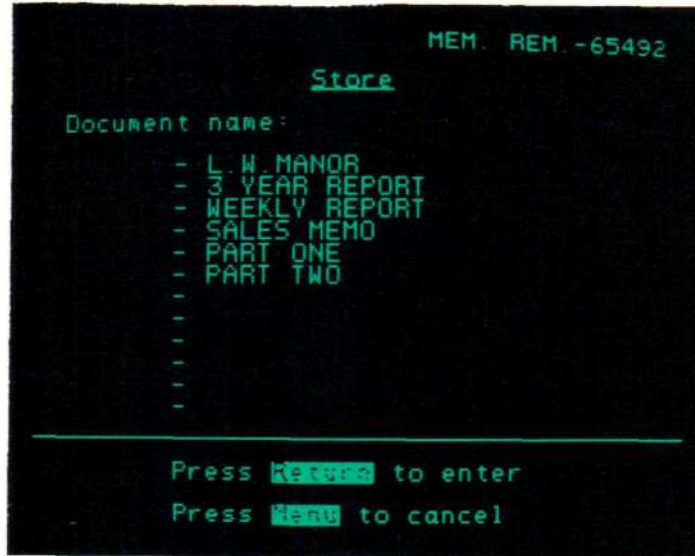 MEM. REM.-65492
Store
Document name:
- L.W.MANOR
- 3 YEAR REPORT
- WEEKLY REPORT
- SALES MEMO
- PART ONE
- PART TWO
-
-
-
-
-
-
Press Return to enter
Press Menu to cancel